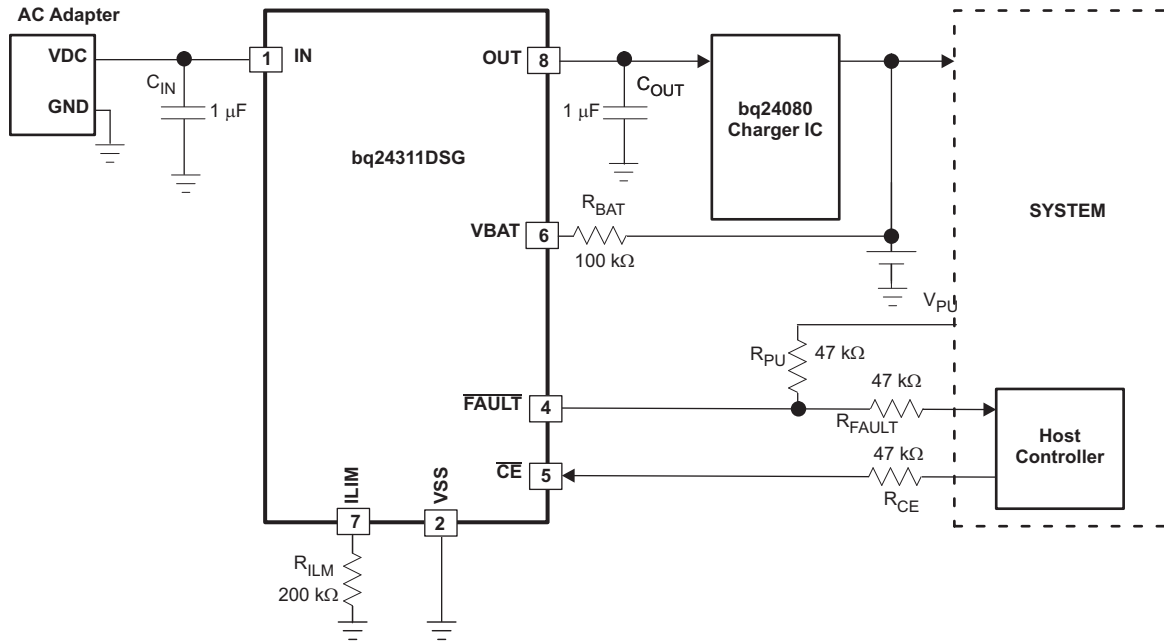 AC Adapter
VDC
GND
C_IN
1 μF
1
IN
OUT
8
C_OUT
1 μF
bq24080
Charger IC
bq24311DSG
SYSTEM
VBAT
6
R_BAT
100 kΩ
V_PU
R_PU
47 kΩ
47 kΩ
FAULT
4
R_FAULT
Host
Controller
47 kΩ
CE
5
R_CE
ILIM
VSS
7
2
R_ILM
200 kΩ